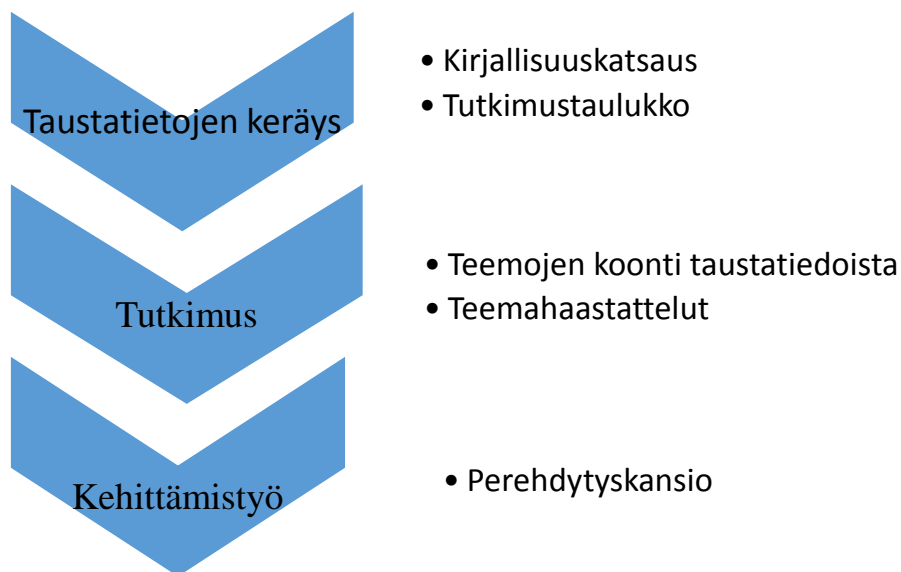 Taustatietojen keräys
• Kirjallisuuskatsaus
• Tutkimustaulukko
Tutkimus
• Teemojen koonti taustatiedoista
• Teemahaastattelut
Kehittämistyö
• Perehdytyskansio